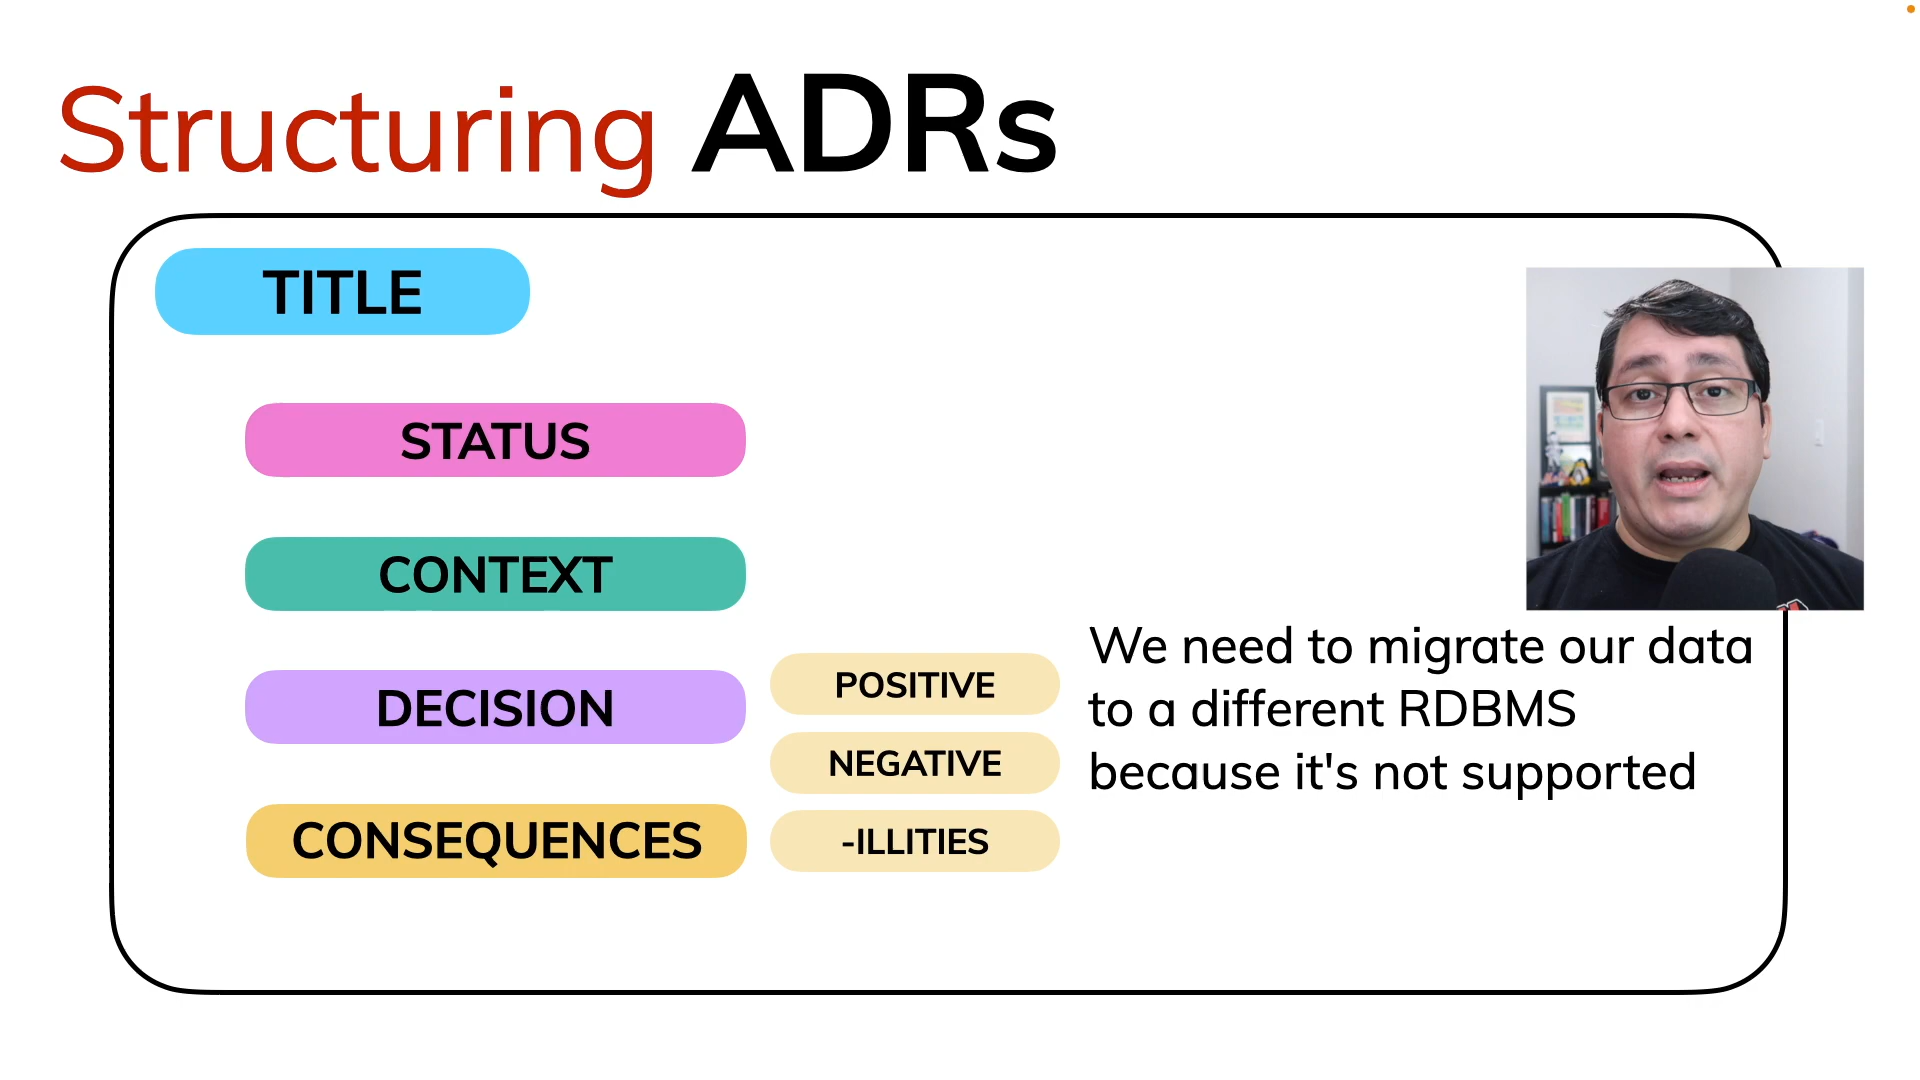 Structuring ADRs
TITLE
STATUS
CONTEXT
DECISION
CONSEQUENCES
POSITIVE
NEGATIVE
-ILLITIES
We need to migrate our data
to a different RDBMS
because it's not supported